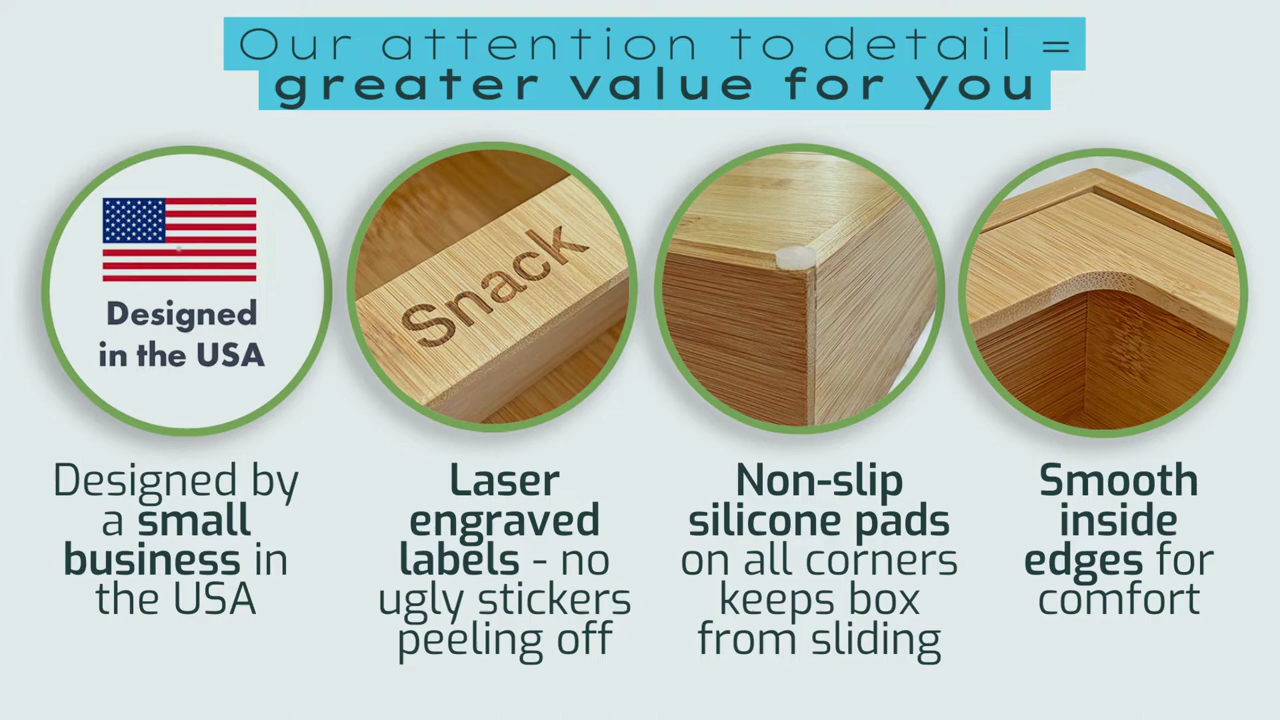 Our attention to detail =
greater value for you
Designed
in the USA
Snack
Designed by
a small
business in
the USA
Laser
engraved
labels - no
ugly stickers
peeling off
Non-slip
silicone pads
on all corners
keeps box
from sliding
Smooth
inside
edges for
comfort